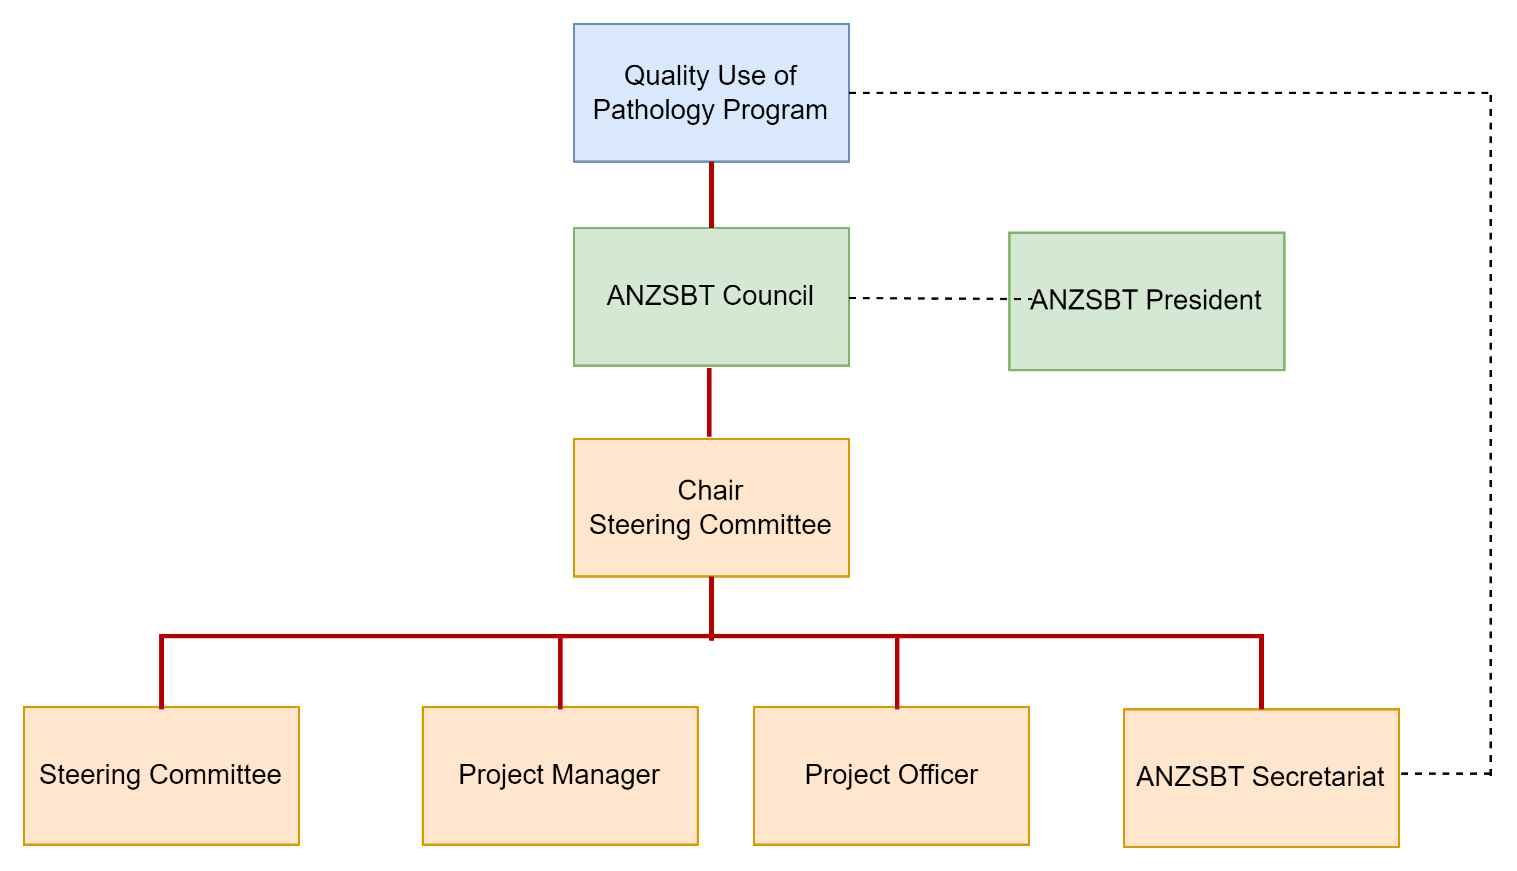 Quality Use of
Pathology Program
ANZSBT Council
ANZSBT President
Chair
Steering Committee
Steering Committee
Project Manager
Project Officer
ANZSBT Secretariat